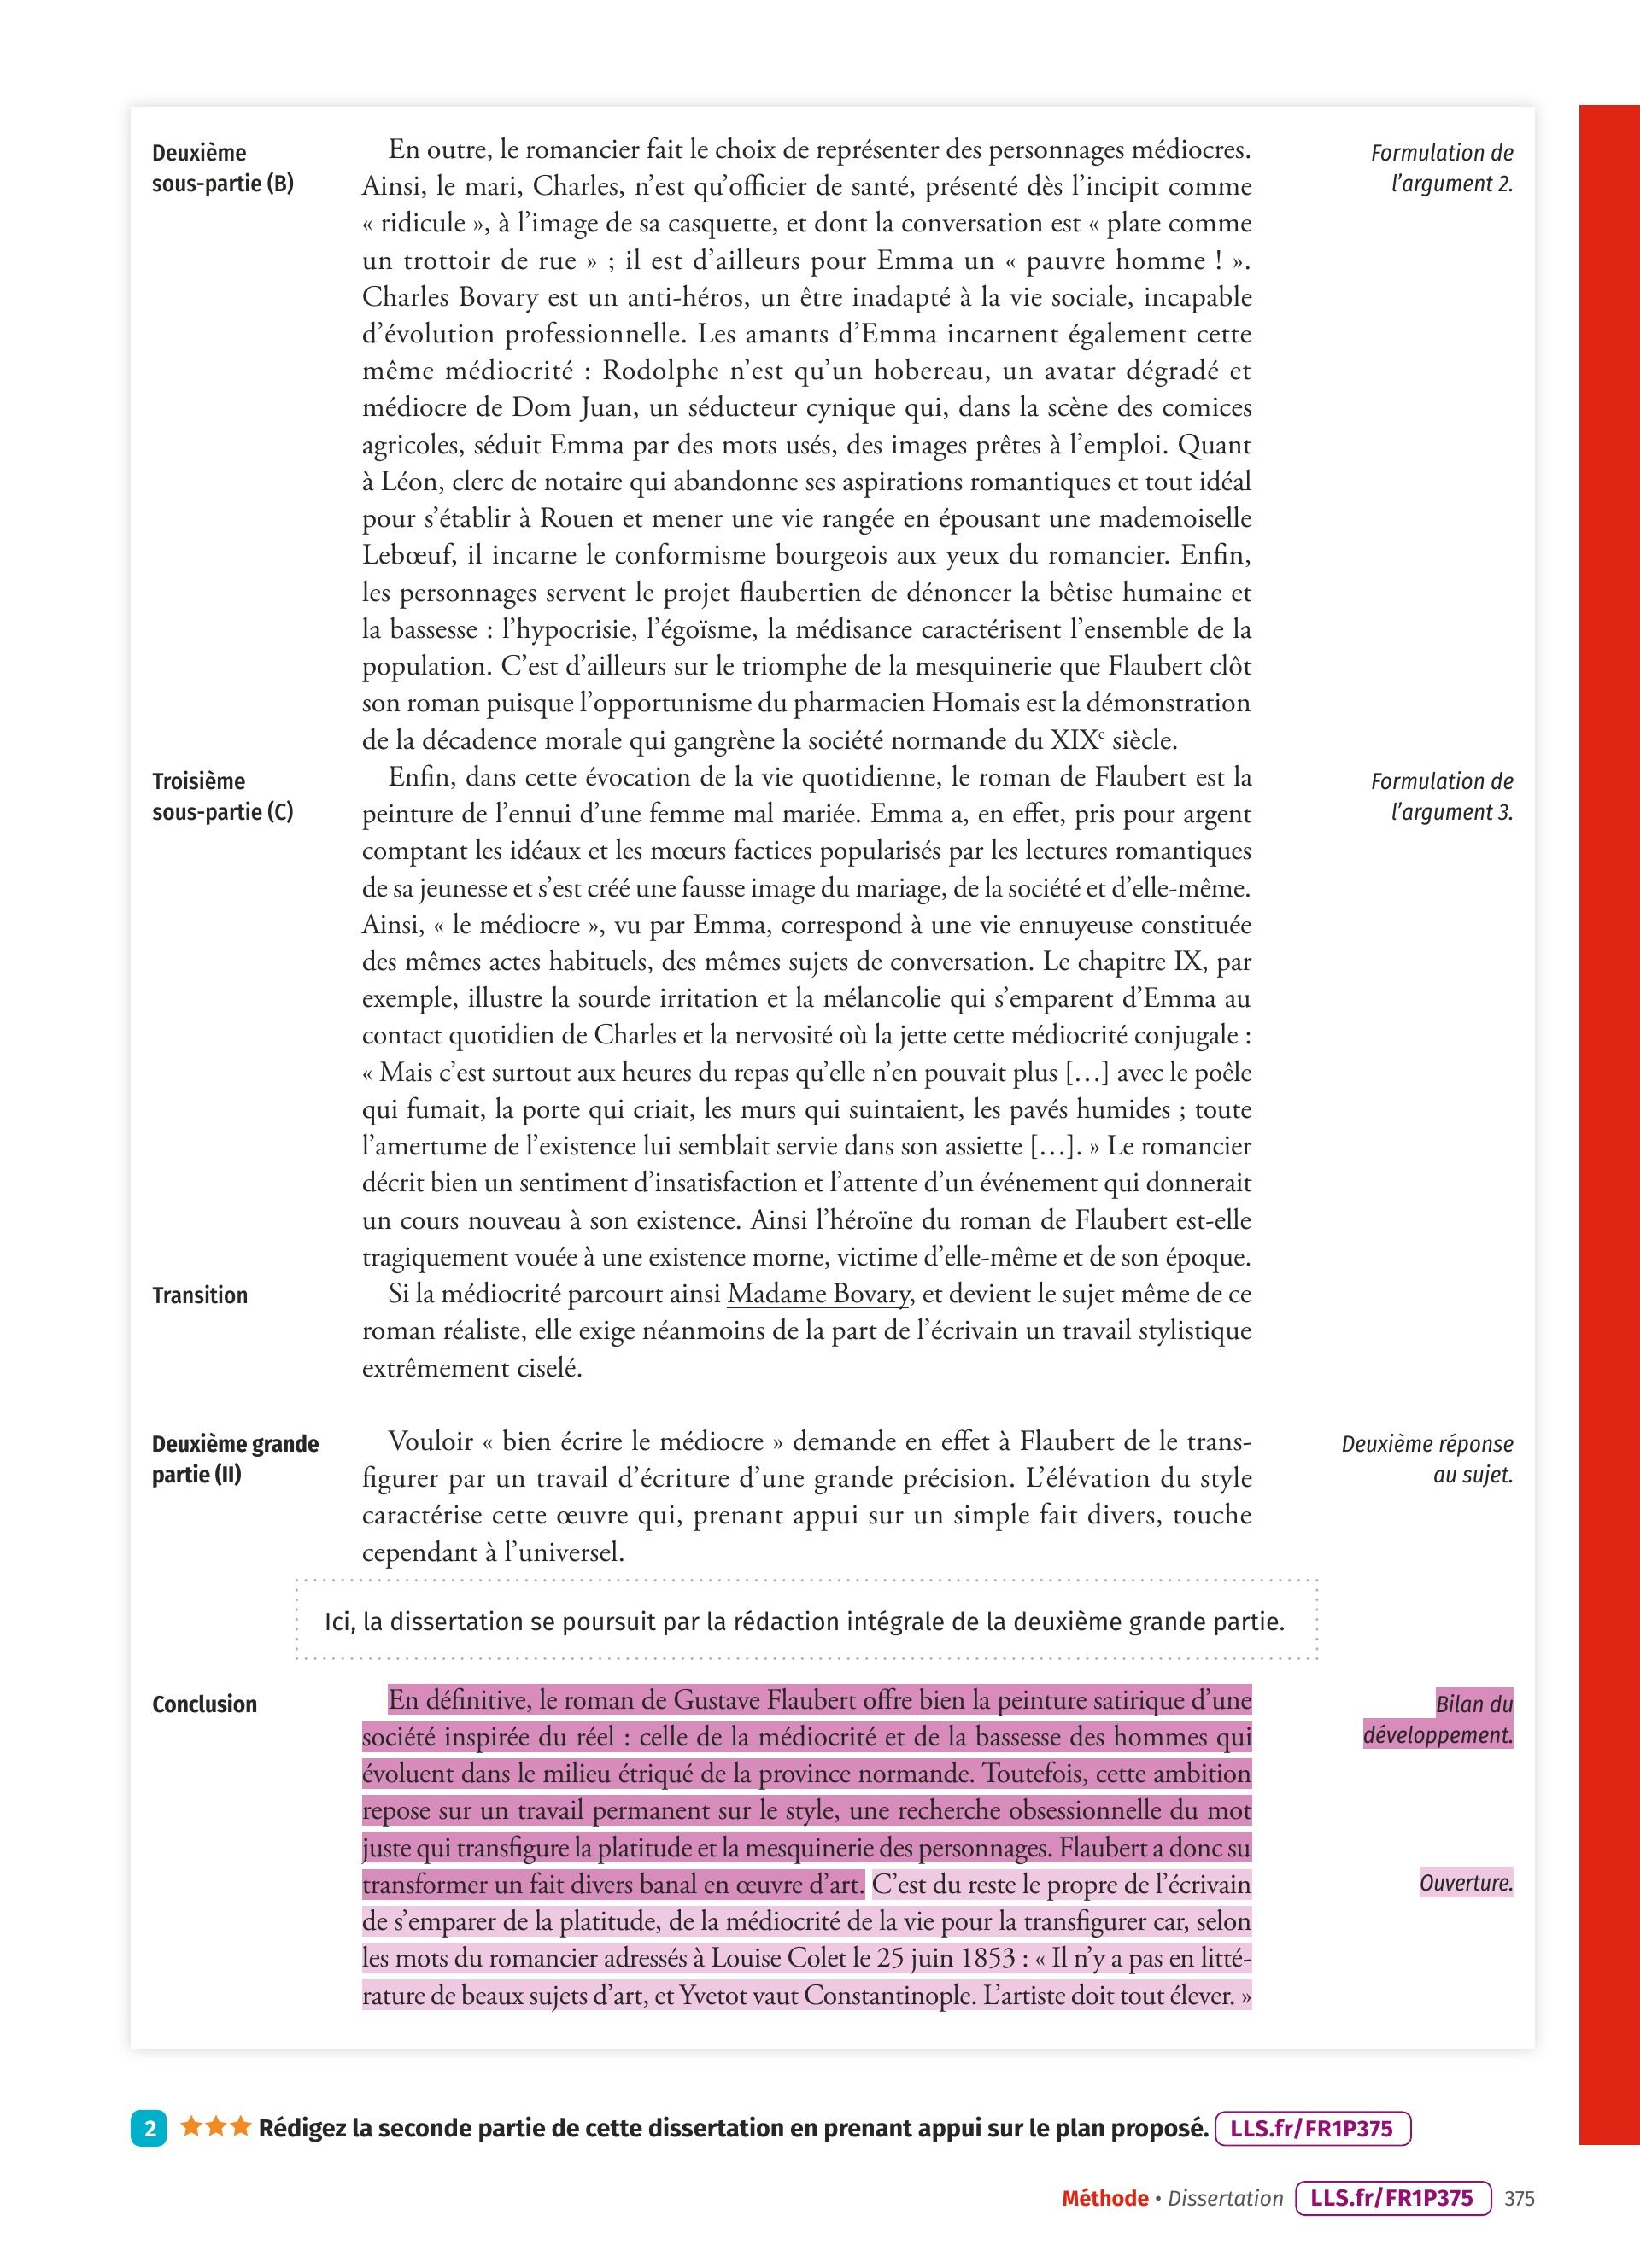 Deuxième
sous-partie (B)
En outre, le romancier fait le choix de représenter des personnages médiocres.
Ainsi, le mari, Charles, n’est qu’officier de santé, présenté dès l’incipit comme
« ridicule », à l’image de sa casquette, et dont la conversation est « plate comme
un trottoir de rue » ; il est d’ailleurs pour Emma un « pauvre homme ! ».
Charles Bovary est un anti-héros, un être inadapté à la vie sociale, incapable
d’évolution professionnelle. Les amants d’Emma incarnent également cette
même médiocrité : Rodolphe n’est qu’un hobereau, un avatar dégradé et
médiocre de Dom Juan, un séducteur cynique qui, dans la scène des comices
agricoles, séduit Emma par des mots usés, des images prêtes à l’emploi. Quant
à Léon, clerc de notaire qui abandonne ses aspirations romantiques et tout idéal
pour s’établir à Rouen et mener une vie rangée en épousant une mademoiselle
Lebœuf, il incarne le conformisme bourgeois aux yeux du romancier. Enfin,
les personnages servent le projet flaubertien de dénoncer la bêtise humaine et
la bassesse : l’hypocrisie, l’égoïsme, la médisance caractérisent l’ensemble de la
population. C’est d’ailleurs sur le triomphe de la mesquinerie que Flaubert clôt
son roman puisque l’opportunisme du pharmacien Homais est la démonstration
de la décadence morale qui gangrène la société normande du XIXe siècle.
Formulation de
l’argument 2.
Troisième
sous-partie (C)
Enfin, dans cette évocation de la vie quotidienne, le roman de Flaubert est la
peinture de l’ennui d’une femme mal mariée. Emma a, en effet, pris pour argent
comptant les idéaux et les mœurs factices popularisés par les lectures romantiques
de sa jeunesse et s’est créé une fausse image du mariage, de la société et d’elle-même.
Ainsi, « le médiocre », vu par Emma, correspond à une vie ennuyeuse constituée
des mêmes actes habituels, des mêmes sujets de conversation. Le chapitre IX, par
exemple, illustre la sourde irritation et la mélancolie qui s’emparent d’Emma au
contact quotidien de Charles et la nervosité où la jette cette médiocrité conjugale :
« Mais c’est surtout aux heures du repas qu’elle n’en pouvait plus […] avec le poêle
qui fumait, la porte qui criait, les murs qui suintaient, les pavés humides ; toute
l’amertume de l’existence lui semblait servie dans son assiette […]. » Le romancier
décrit bien un sentiment d’insatisfaction et l’attente d’un événement qui donnerait
un cours nouveau à son existence. Ainsi l’héroïne du roman de Flaubert est-elle
tragiquement vouée à une existence morne, victime d’elle-même et de son époque.
Formulation de
l’argument 3.
Transition
Si la médiocrité parcourt ainsi Madame Bovary, et devient le sujet même de ce
roman réaliste, elle exige néanmoins de la part de l’écrivain un travail stylistique
extrêmement ciselé.
Deuxième grande
partie (II)
Vouloir « bien écrire le médiocre » demande en effet à Flaubert de le trans-
figurer par un travail d’écriture d’une grande précision. L’élévation du style
caractérise cette œuvre qui, prenant appui sur un simple fait divers, touche
cependant à l’universel.
Deuxième réponse
au sujet.
Ici, la dissertation se poursuit par la rédaction intégrale de la deuxième grande partie.
Conclusion
En définitive, le roman de Gustave Flaubert offre bien la peinture satirique d’une
société inspirée du réel : celle de la médiocrité et de la bassesse des hommes qui
évoluent dans le milieu étriqué de la province normande. Toutefois, cette ambition
repose sur un travail permanent sur le style, une recherche obsessionnelle du mot
juste qui transfigure la platitude et la mesquinerie des personnages. Flaubert a donc su
transformer un fait divers banal en œuvre d’art. C’est du reste le propre de l’écrivain
de s’emparer de la platitude, de la médiocrité de la vie pour la transfigurer car, selon
les mots du romancier adressés à Louise Colet le 25 juin 1853 : « Il n’y a pas en litté-
rature de beaux sujets d’art, et Yvetot vaut Constantinople. L’artiste doit tout élever. »
Bilan du
développement.
Ouverture.
2 Rédigez la seconde partie de cette dissertation en prenant appui sur le plan proposé. LLS.fr/FR1P375
Méthode • Dissertation LLS.fr/FR1P375 375